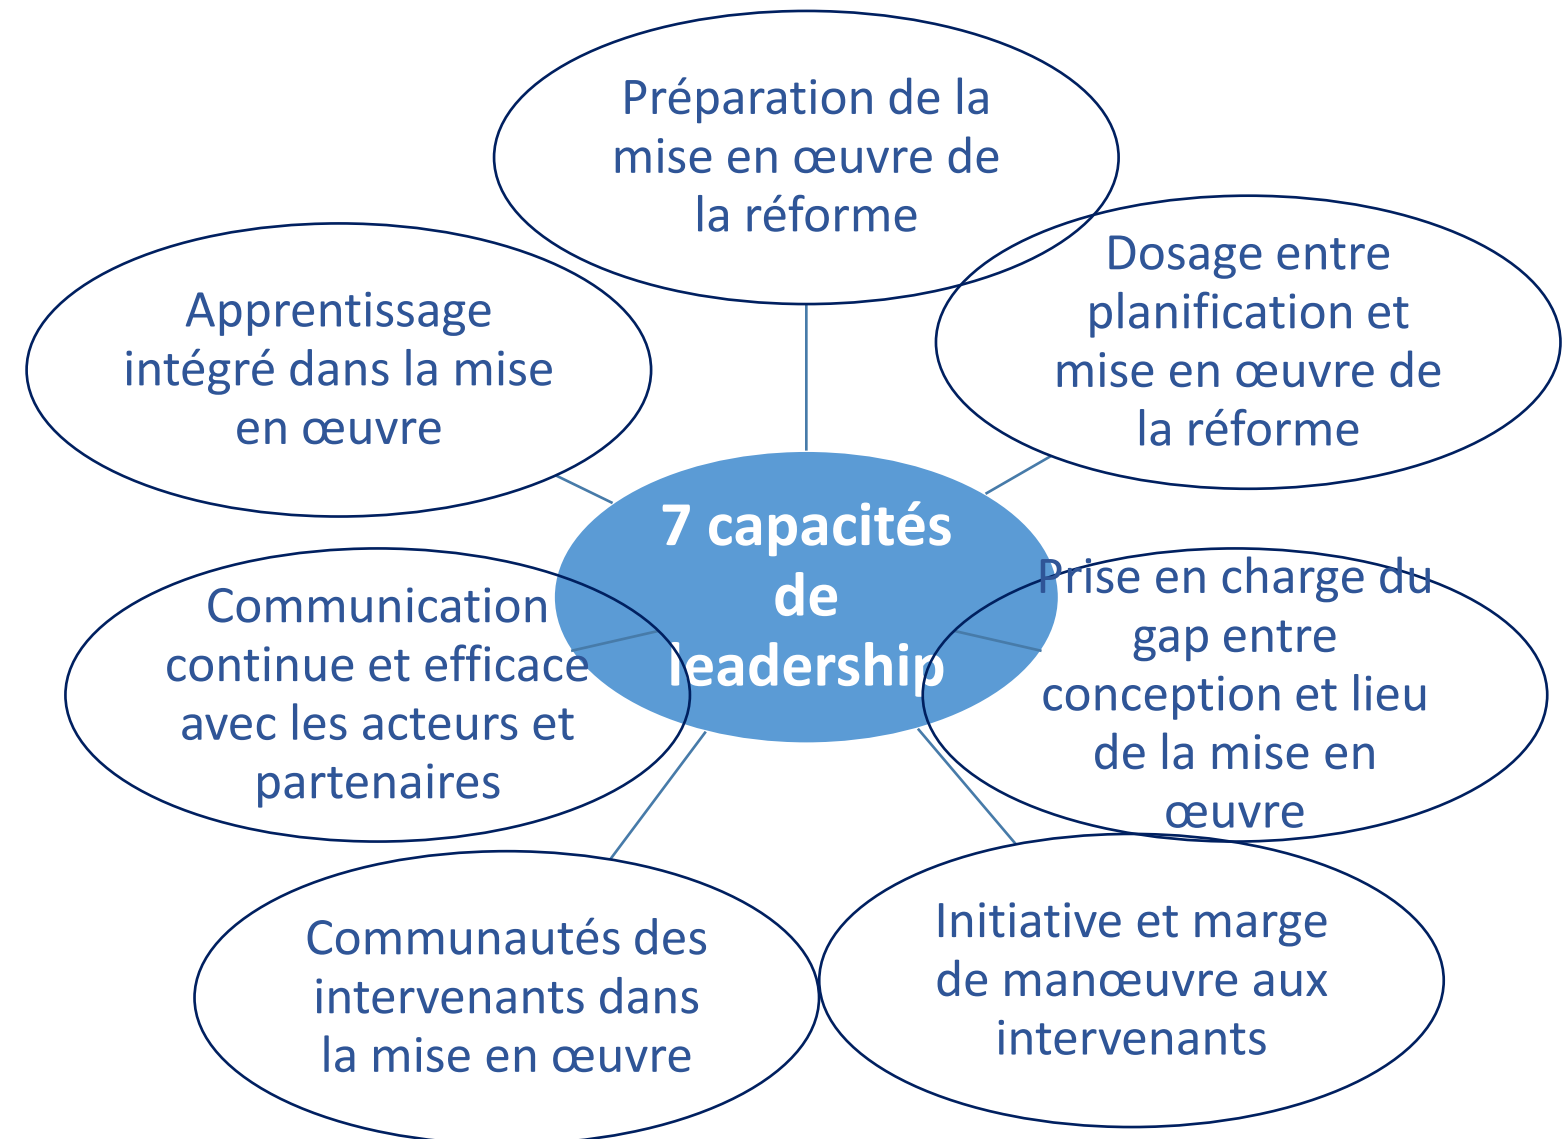 Préparation de la
mise en œuvre de
la réforme
Dosage entre
planification et
mise en œuvre de
la réforme
Apprentissage
intégré dans la mise
en œuvre
7 capacités
de
leadership
Prise en charge du
gap entre
conception et lieu
de la mise en
œuvre
Communication
continue et efficace
avec les acteurs et
partenaires
Initiative et marge
de manœuvre aux
intervenants
Communautés des
intervenants dans
la mise en œuvre